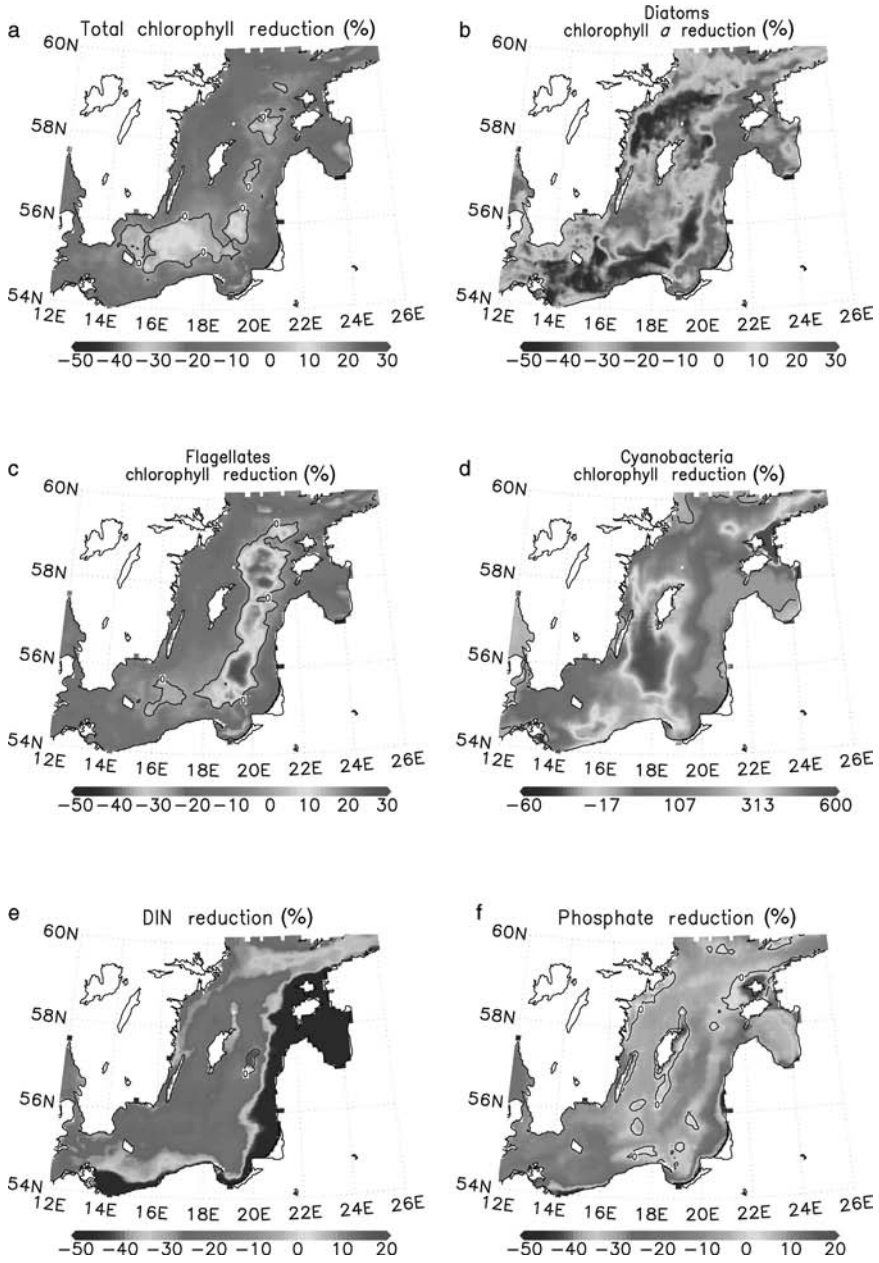 a
Total chlorophyll reduction (%)
60N
58N
56N
54N
12E 14E 16E 18E 20E 22E 24E 26E
−50 −40 −30 −20 −10 0 10 20 30
b
Diatoms
chlorophyll a reduction (%)
60N
58N
56N
54N
12E 14E 16E 18E 20E 22E 24E 26E
−50 −40 −30 −20 −10 0 10 20 30
c
Flagellates
chlorophyll reduction (%)
60N
58N
56N
54N
12E 14E 16E 18E 20E 22E 24E 26E
−50 −40 −30 −20 −10 0 10 20 30
d
Cyanobacteria
chlorophyll reduction (%)
60N
58N
56N
54N
12E 14E 16E 18E 20E 22E 24E 26E
−60 −17 107 313 600
e
DIN reduction (%)
60N
58N
56N
54N
12E 14E 16E 18E 20E 22E 24E 26E
−50 −40 −30 −20 −10 0 10 20
f
Phosphate reduction (%)
60N
58N
56N
54N
12E 14E 16E 18E 20E 22E 24E 26E
−50 −40 −30 −20 −10 0 10 20